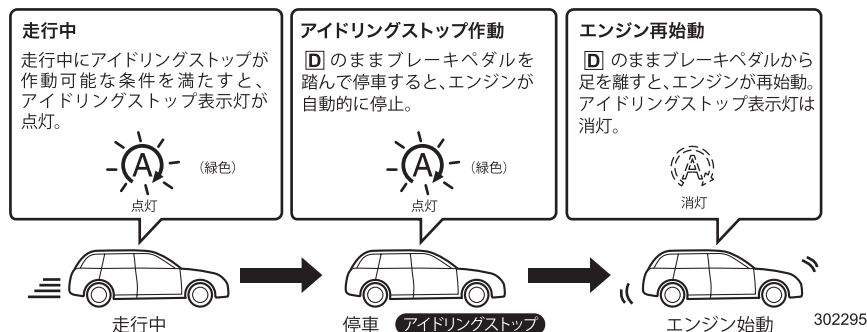 走行中
走行中にアイドリングストップが
作動可能な条件を満たすと、
アイドリングストップ表示灯が
点灯。
A
(緑色)
点灯
アイドリングストップ作動
D のままブレーキペダルを
踏んで停車すると、エンジンが
自動的に停止。
A
(緑色)
点灯
エンジン再始動
D のままブレーキペダルから
足を離すと、エンジンが再始動。
アイドリングストップ表示灯は
消灯。
A
消灯
走行中
停車 アイドリングストップ
エンジン始動
302295